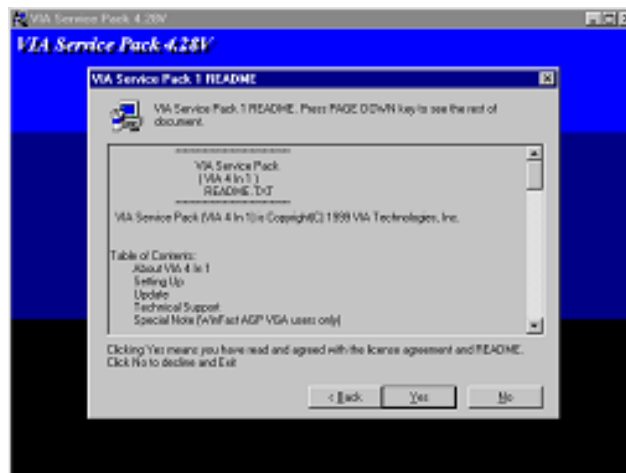 VIA Service Pack 4.28V
VIA Service Pack 4.28V
VIA Service Pack 1 README
VIA Service Pack 1 README. Press PAGE DOWN key to see the rest of
document.
====================
VIA Service Pack
( VIA 4 In 1 )
README.TXT
====================
VIA Service Pack (VIA 4 In 1) is Copyright(C) 1999 VIA Technologies, Inc.
Table of Contents:
About VIA 4 In 1
Setting Up
Update
Technical Support
Special Note (WinFast AGP VGA users only)
Clicking Yes means you have read and agreed with the license agreement and README.
Click No to decline and Exit
< Back
Yes
No